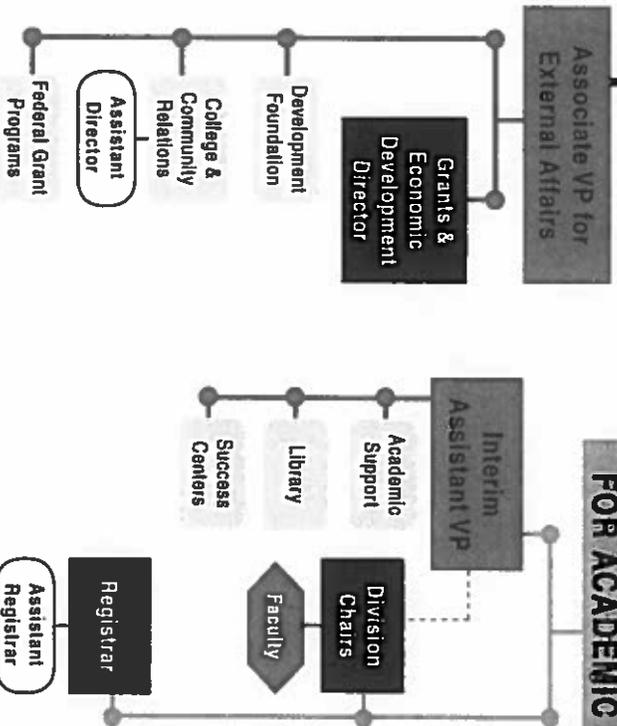 Associate VP for
External Affairs
Grants &
Economic
Development
Director
Development
Foundation
College &
Community
Relations
Assistant
Director
Federal Grant
Programs
FOR ACADEMIC
Interim
Assistant VP
Academic
Support
Library
Success
Centers
Division
Chairs
Faculty
Registrar
Assistant
Registrar